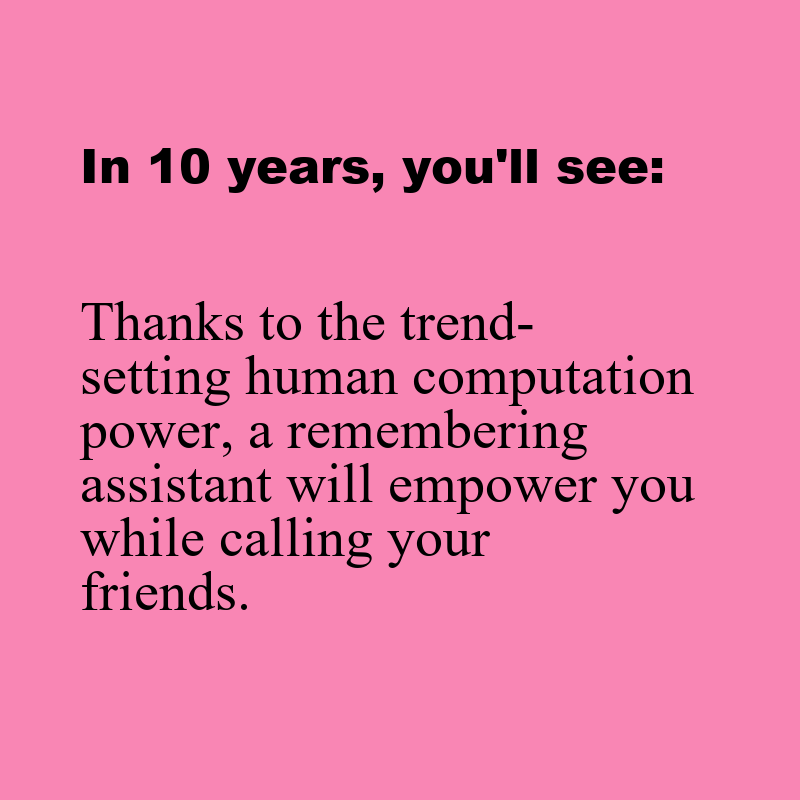 In 10 years, you'll see:
Thanks to the trend-
setting human computation
power, a remembering
assistant will empower you
while calling your
friends.